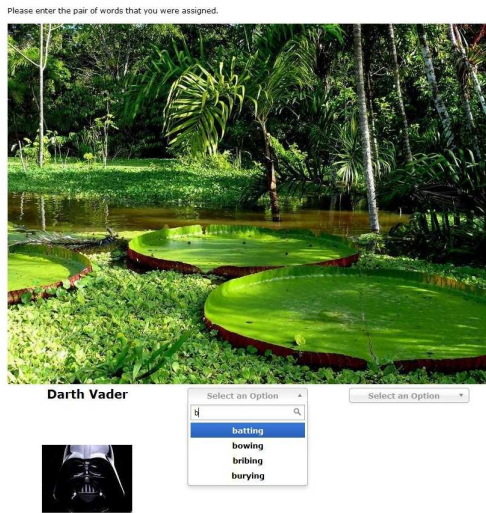 Please enter the pair of words that you were assigned.
Darth Vader
Select an Option
Select an Option
b
batting
bowing
bribing
burying